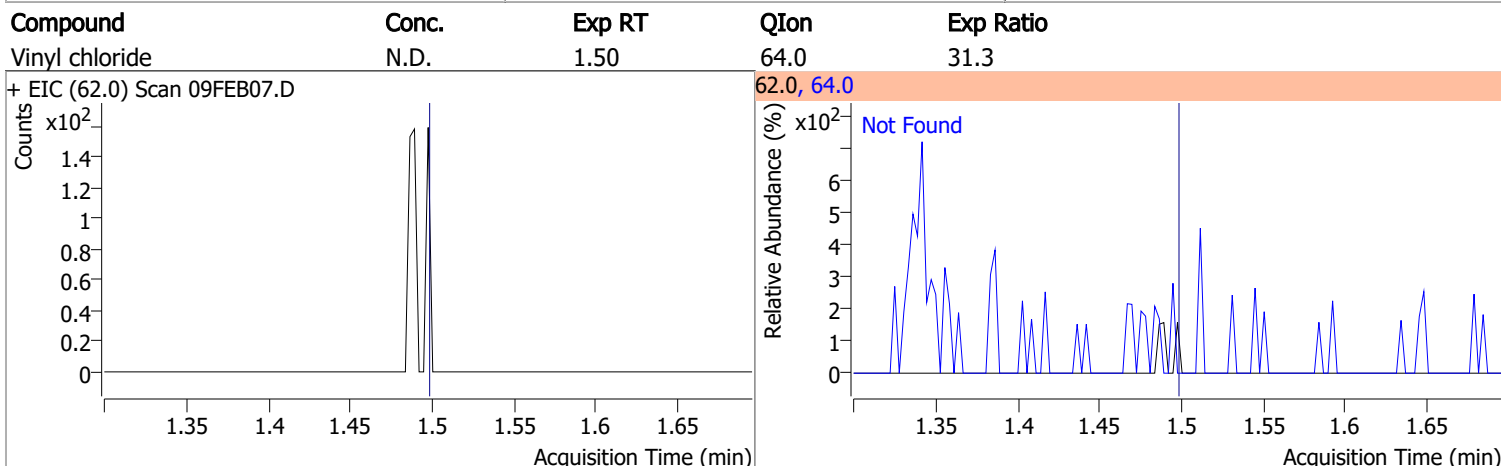 Compound Conc. Exp RT QIon Exp Ratio
Vinyl chloride N.D. 1.50 64.0 31.3
+ EIC (62.0) Scan 09FEB07.D
Counts
x10²
1.4
1.2
1
0.8
0.6
0.4
0.2
0
1.35 1.4 1.45 1.5 1.55 1.6 1.65
Acquisition Time (min)
62.0, 64.0
Relative Abundance (%)
x10²
Not Found
6
5
4
3
2
1
0
1.35 1.4 1.45 1.5 1.55 1.6 1.65
Acquisition Time (min)